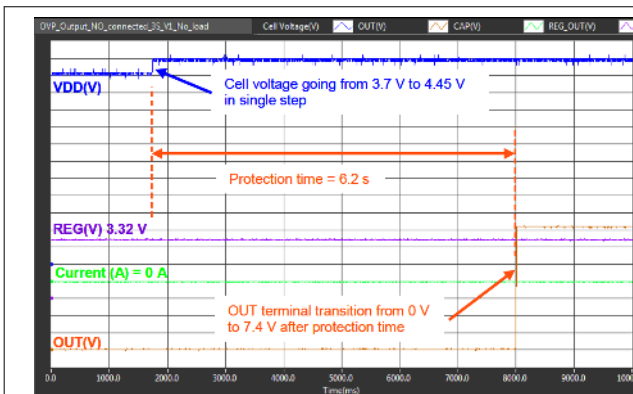 OVP_Output_NO_connected_3S_V1_No_load Cell Voltage(V) OUT(V) CAP(V) REG_OUT(V)
VDD(V)
Cell voltage going from 3.7 V to 4.45 V
in single step
Protection time = 6.2 s
REG(V) 3.32 V
Current (A) = 0 A
OUT terminal transition from 0 V
to 7.4 V after protection time
OUT(V)
0.0 1000.0 2000.0 3000.0 4000.0 5000.0 6000.0 7000.0 8000.0 9000.0 1000
Time(ms)